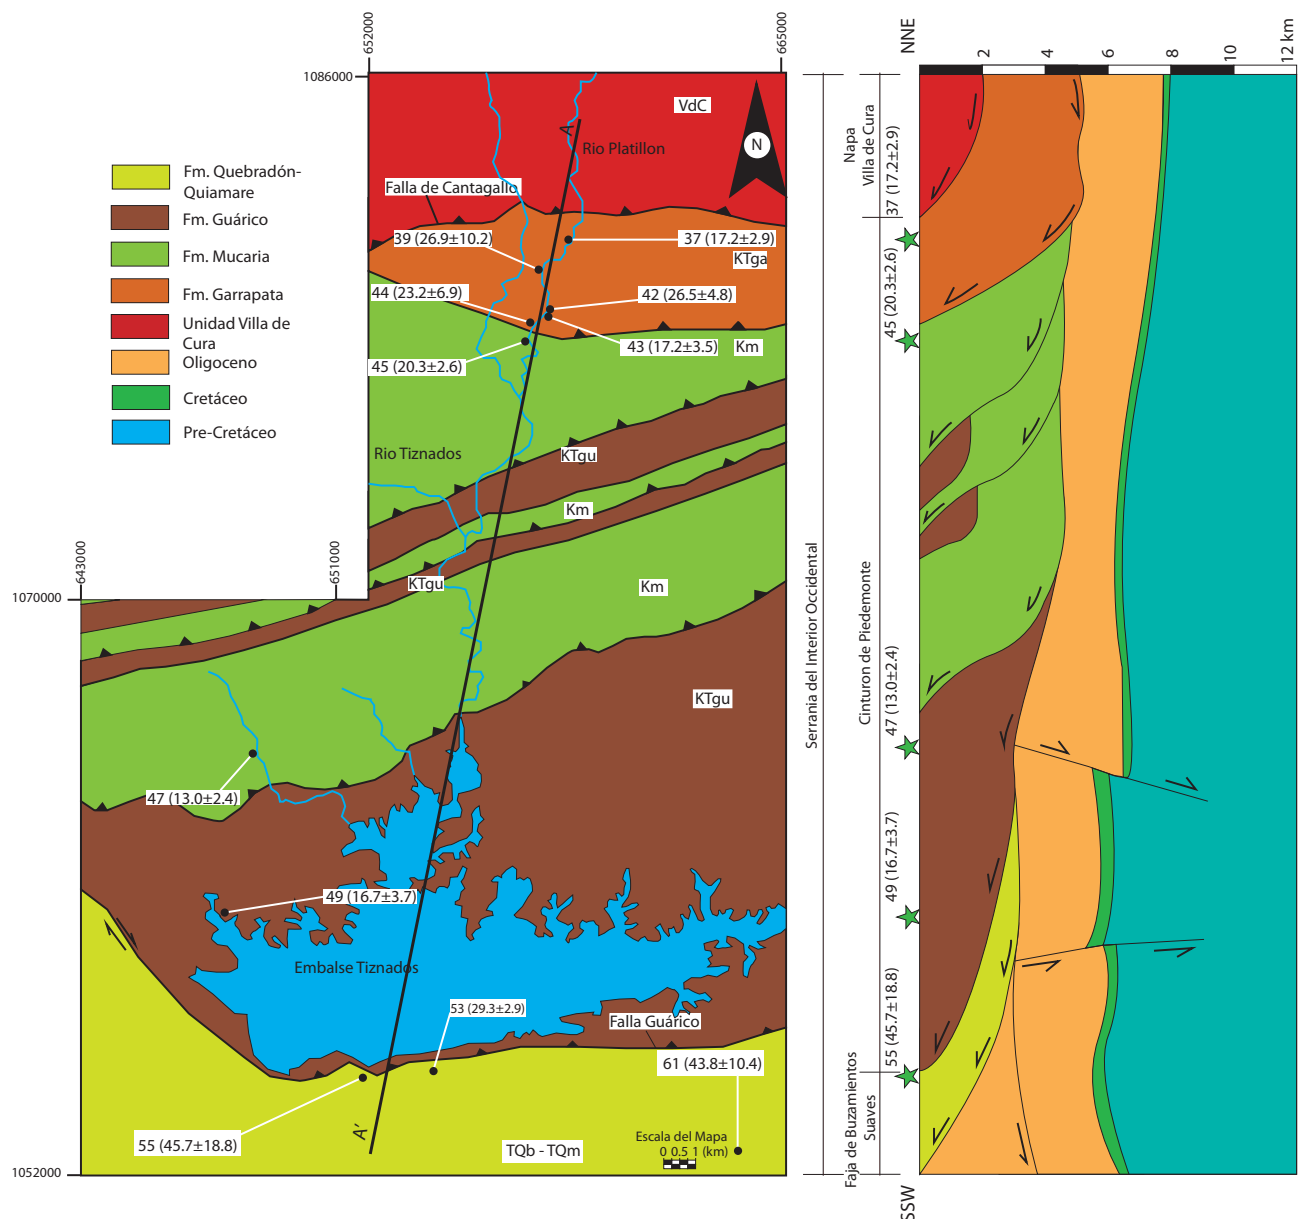 652000
665000
1086000
VdC
A
N
Rio Platillon
Falla de Cantagallo
39 (26.9±10.2)
37 (17.2±2.9)
KTga
44 (23.2±6.9)
42 (26.5±4.8)
43 (17.2±3.5)
Km
45 (20.3±2.6)
Rio Tiznados
KTgu
Km
643000
651000
1070000
KTgu
Km
KTgu
47 (13.0±2.4)
49 (16.7±3.7)
Embalse Tiznados
53 (29.3±2.9)
Falla Guárico
61 (43.8±10.4)
55 (45.7±18.8)
A'
TQb - TQm
Escala del Mapa
0 0.5 1 (km)
1052000
Fm. Quebradón-
Quiamare
Fm. Guárico
Fm. Mucaria
Fm. Garrapata
Unidad Villa de
Cura
Oligoceno
Cretáceo
Pre-Cretáceo
Serrania del Interior Occidental
Napa
Villa de Cura
Cinturon de Piedemonte
Faja de Buzamientos
Suaves
NNE
2
4
6
8
10
12 km
37 (17.2±2.9)
45 (20.3±2.6)
47 (13.0±2.4)
49 (16.7±3.7)
55 (45.7±18.8)
SSW